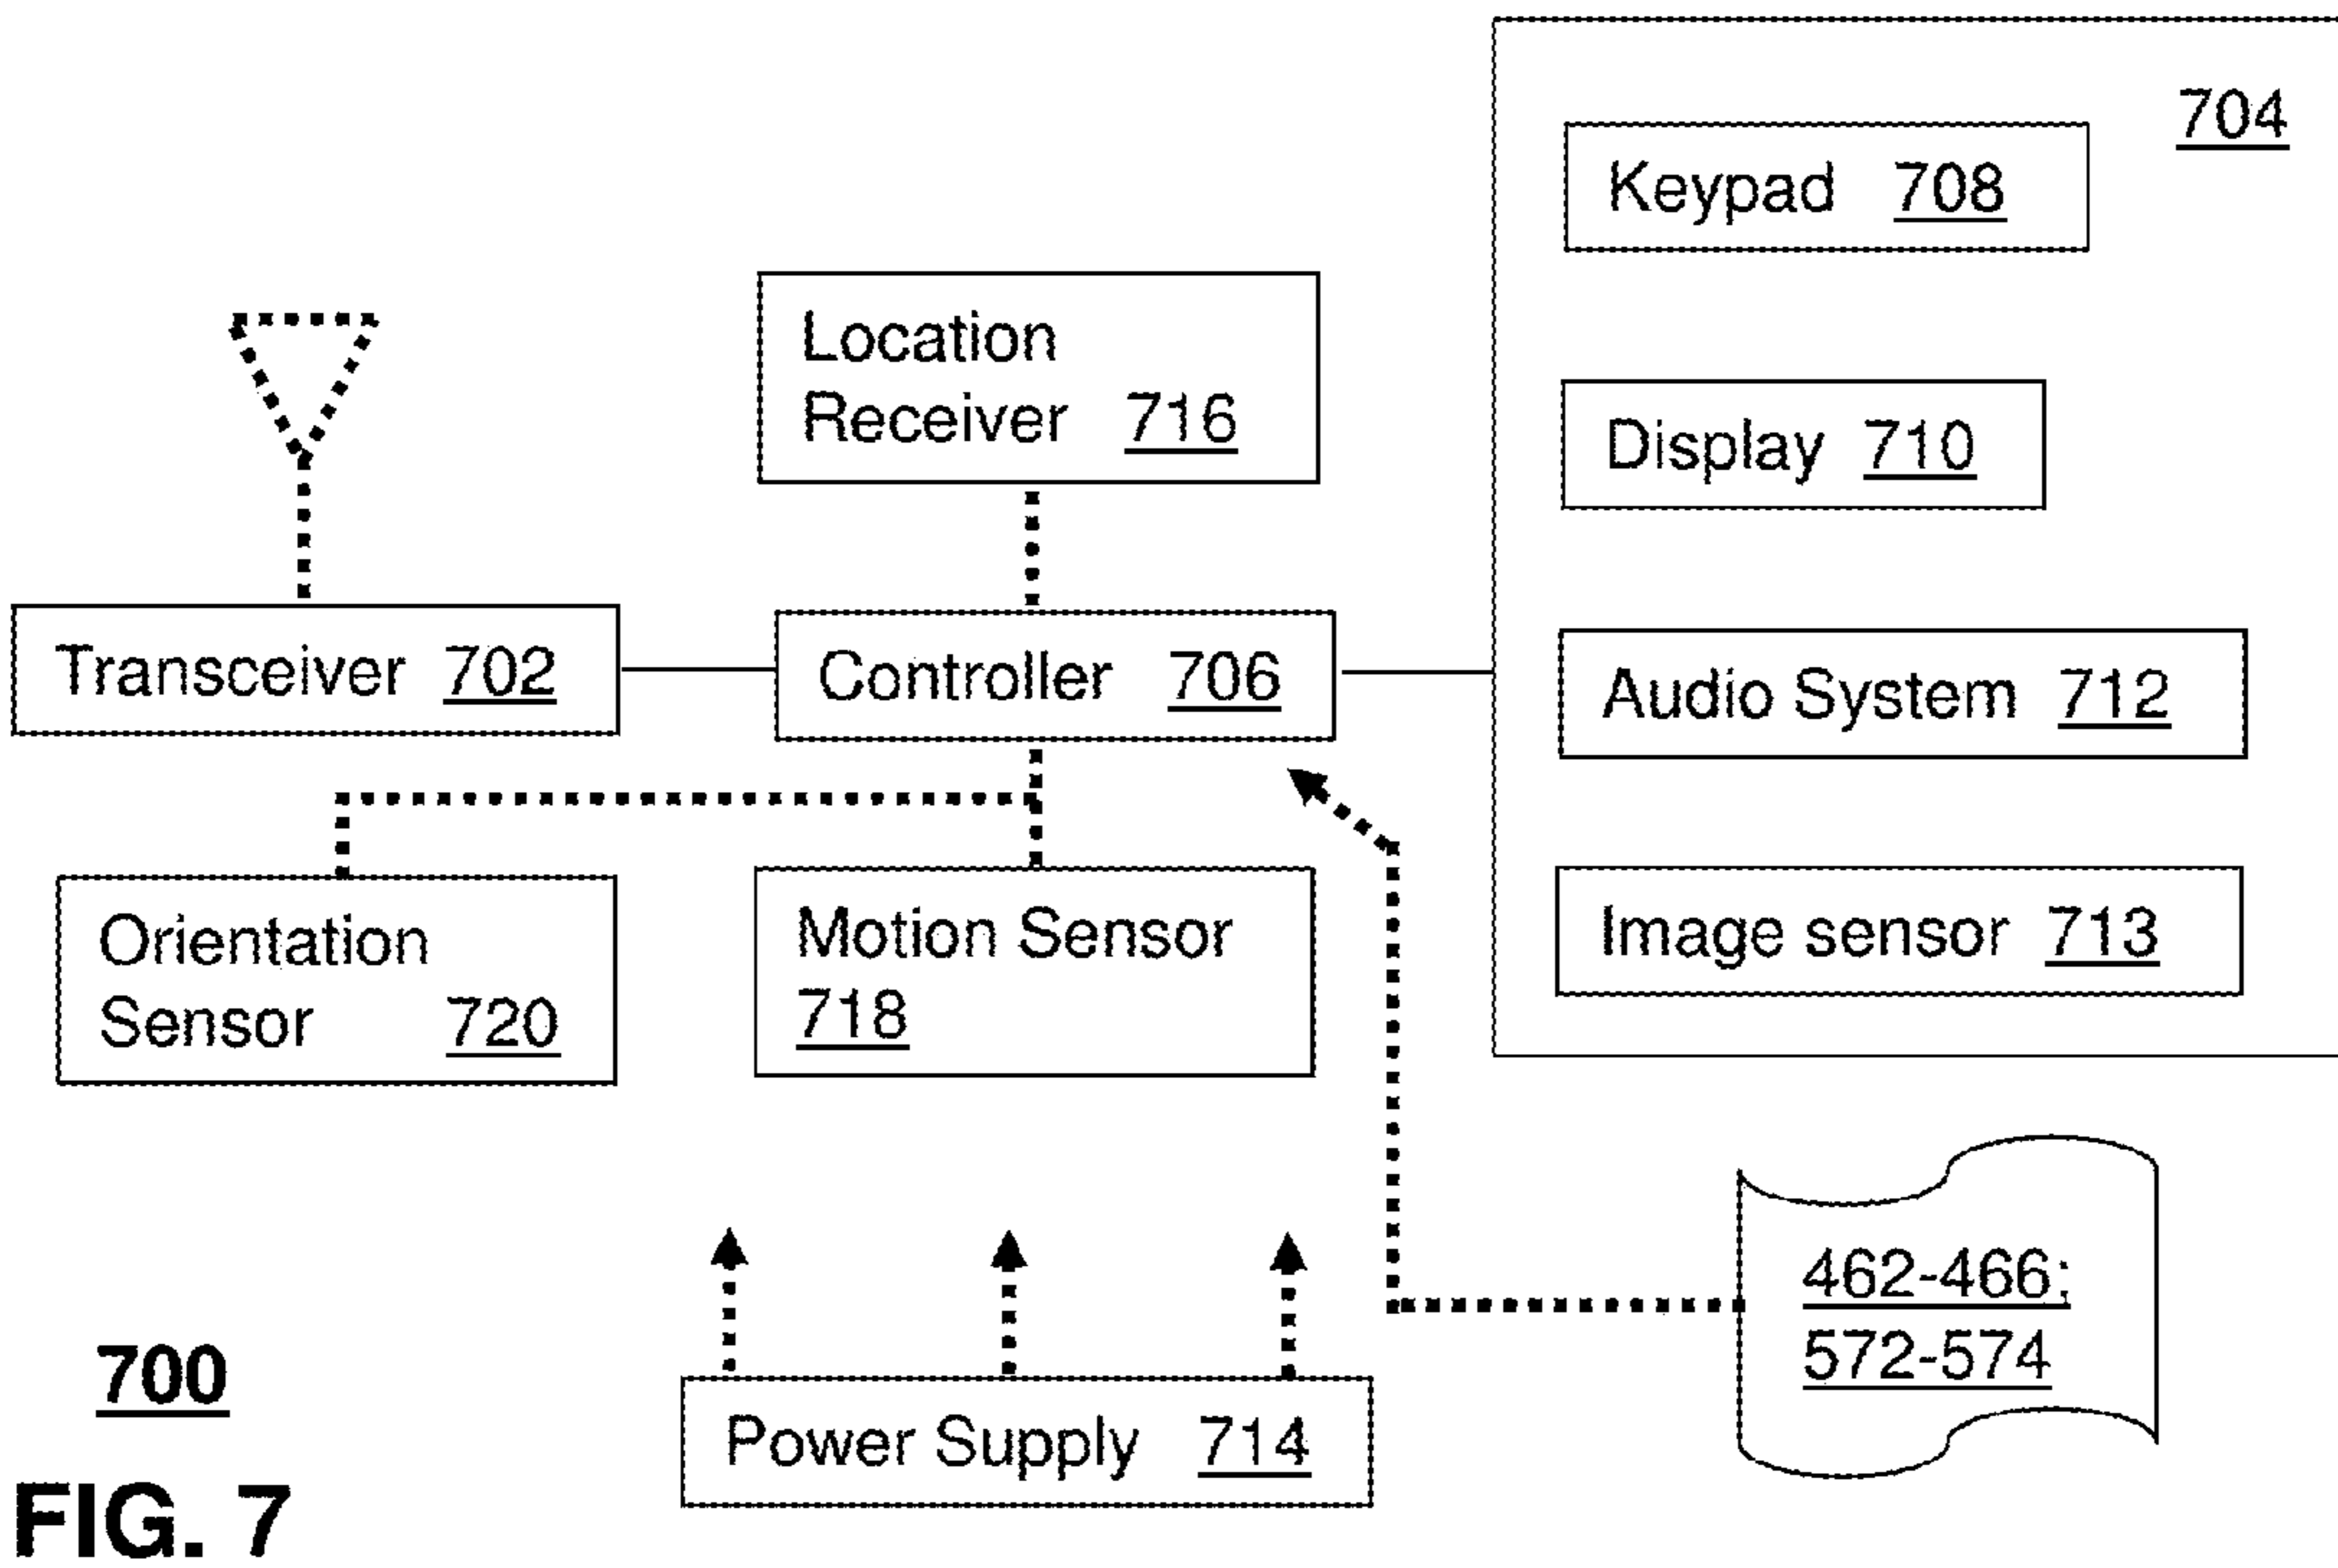 704
Keypad 708
Location
Receiver 716
Display 710
Transceiver 702
Controller 706
Audio System 712
Orientation
Sensor 720
Motion Sensor
718
Image sensor 713
462-466;
572-574
700
Power Supply 714
FIG. 7